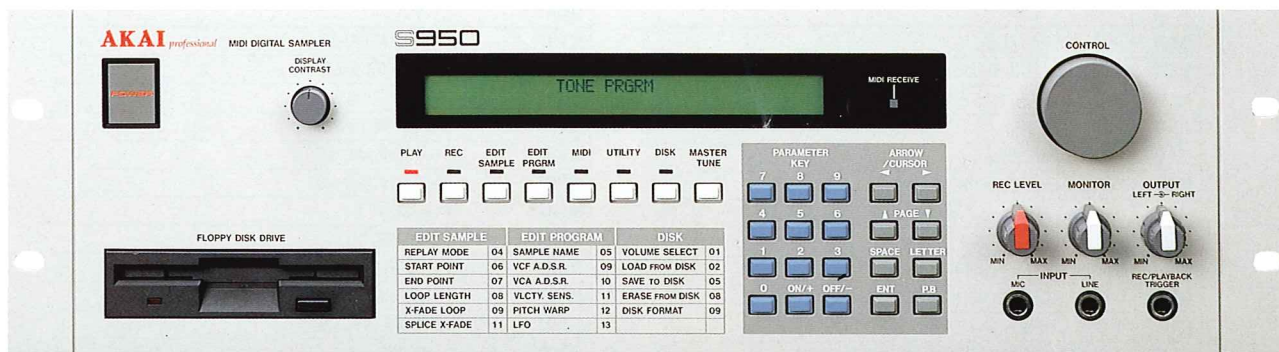 AKAI professional MIDI DIGITAL SAMPLER
S950
POWER
DISPLAY
CONTRAST
TONE PRGRM
MIDI RECEIVE
CONTROL
PLAY REC EDIT SAMPLE EDIT PRGRM MIDI UTILITY DISK MASTER TUNE
PARAMETER
KEY
7 8 9
4 5 6
1 2 3
0 ON/+ OFF/-
ARROW
/CURSOR
◄ ►
▲ PAGE ▼
SPACE LETTER
ENT P.B
REC LEVEL MONITOR OUTPUT
LEFT RIGHT
MIN MAX MIN MAX MIN MAX
INPUT
MIC LINE
REC/PLAYBACK
TRIGGER
FLOPPY DISK DRIVE
EDIT SAMPLE EDIT PROGRAM DISK
REPLAY MODE 04 SAMPLE NAME 05 VOLUME SELECT 01
START POINT 06 VCF A.D.S.R. 09 LOAD FROM DISK 02
END POINT 07 VCA A.D.S.R. 10 SAVE TO DISK 05
LOOP LENGTH 08 VLCTY. SENS. 11 ERASE FROM DISK 08
X-FADE LOOP 09 PITCH WARP 12 DISK FORMAT 09
SPLICE X-FADE 11 LFO 13